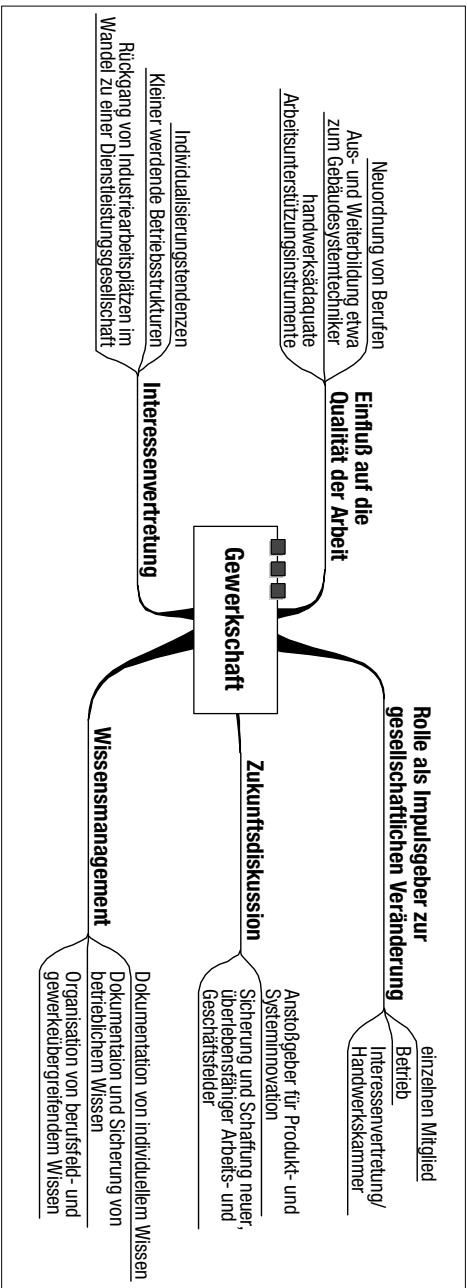 Gewerkschaft
Einfluß auf die
Qualität der Arbeit
Neuordnung von Berufen
Aus- und Weiterbildung etwa
zum Gebäudesystemtechniker
handwerksädaquate
Arbeitsunterstützungsinstrumente
Interessenvertretung
Individualisierungstendenzen
Kleiner werdende Betriebsstrukturen
Rückgang von Industriearbeitsplätzen im
Wandel zu einer Dienstleistungsgesellschaft
Rolle als Impulsgeber zur
gesellschaftlichen Veränderung
einzelnen Mitglied
Betrieb
Interessenvertretung/
Handwerkskammer
Zukunftsdiskussion
Anstoßgeber für Produkt- und
Systeminnovation
Sicherung und Schaffung neuer,
überlebensfähiger Arbeits- und
Geschäftsfelder
Wissensmanagement
Dokumentation von individuellem Wissen
Dokumentaion und Sicherung von
betrieblichem Wissen
Organisation von berufsfeld- und
gewerkeübergreifendem Wissen